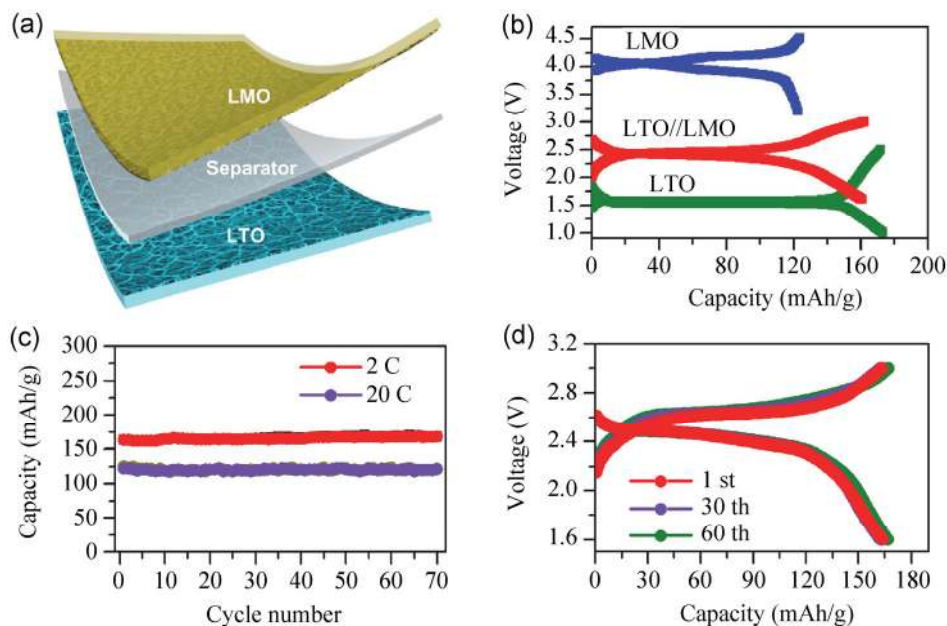 (a)
LMO
Separator
LTO
(b)
Voltage (V)
4.5
4.0
3.5
3.0
2.5
2.0
1.5
1.0
LMO
LTO//LMO
LTO
0 40 80 120 160 200
Capacity (mAh/g)
(c)
Capacity (mAh/g)
300
250
200
150
100
50
0
2 C
20 C
0 10 20 30 40 50 60 70
Cycle number
(d)
Voltage (V)
3.2
2.8
2.4
2.0
1.6
1 st
30 th
60 th
0 30 60 90 120 150 180
Capacity (mAh/g)